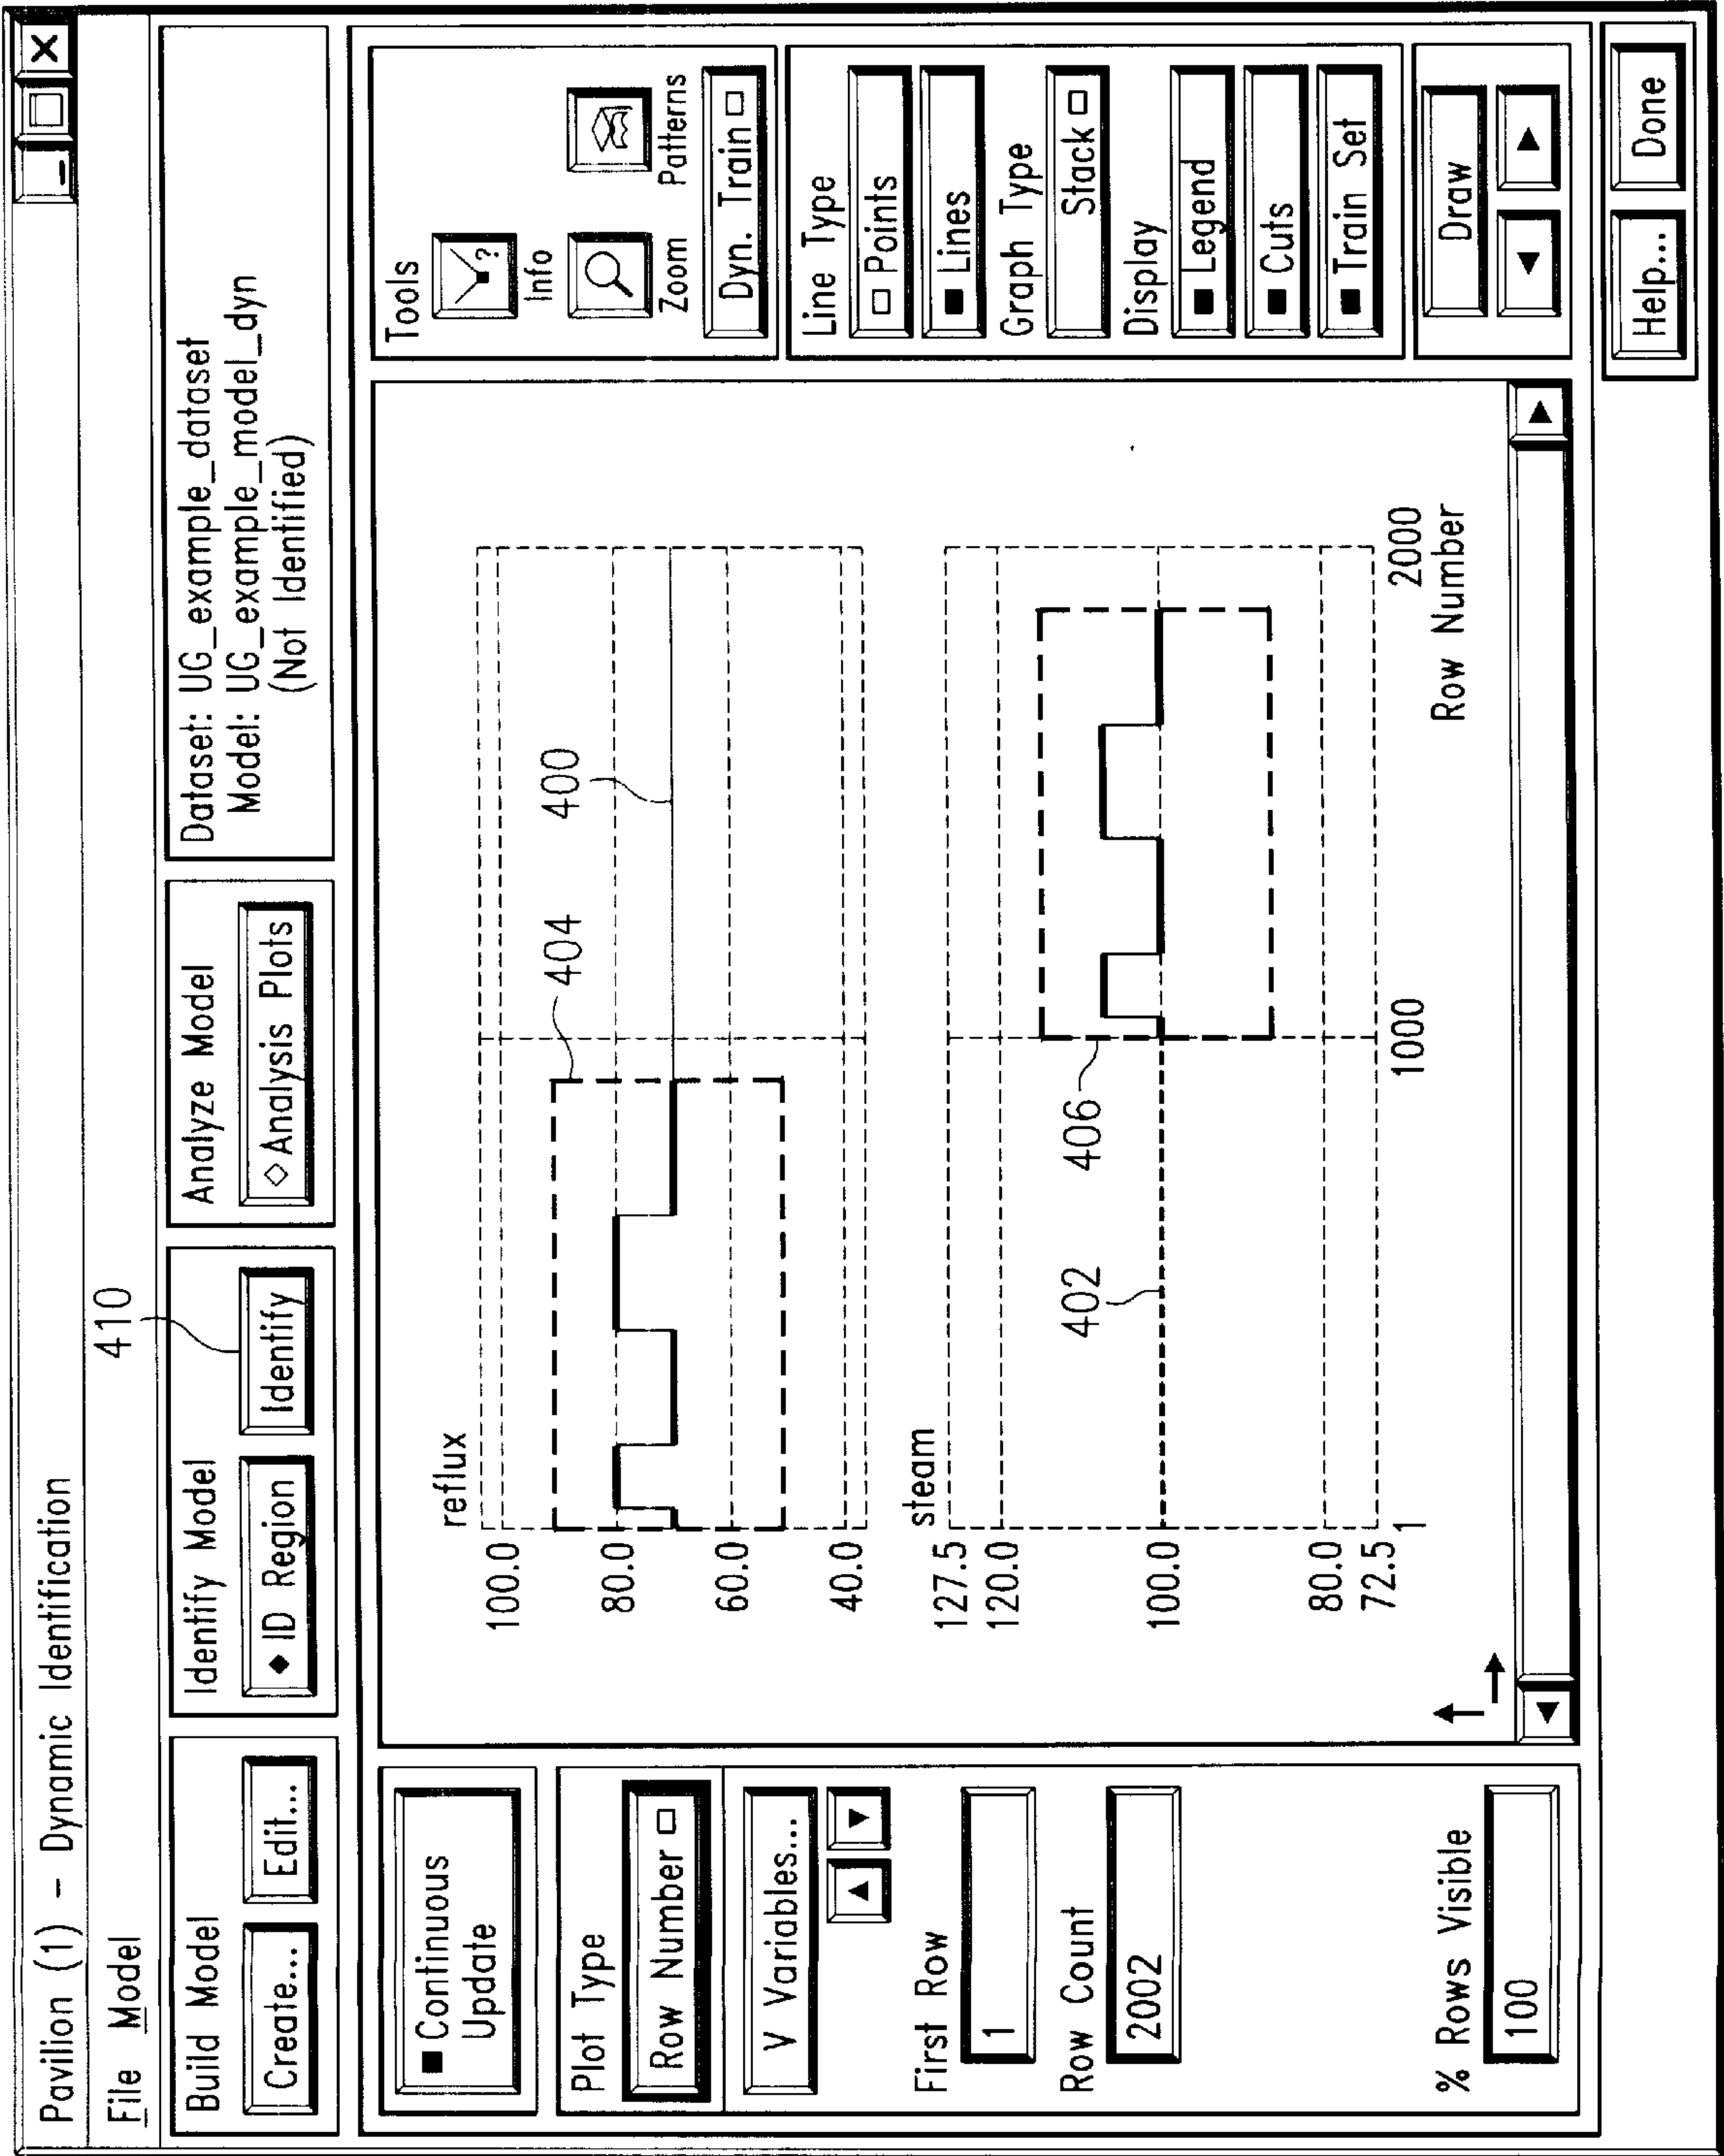 Pavilion (1) - Dynamic Identification
File Model
410
Build Model
Create... Edit...
Identify Model
ID Region Identify
Analyze Model
Analysis Plots
Dataset: UG_example_dataset
Model: UG_example_model_dyn
(Not Identified)
Continuous
Update
Plot Type
Row Number
V Variables...
First Row
1
Row Count
2002
% Rows Visible
100
reflux
100.0
80.0
60.0
40.0
404
400
steam
127.5
120.0
100.0
80.0
72.5
402
406
1
1000
2000
Row Number
Tools
?
Info
Zoom
Patterns
Dyn. Train
Line Type
Points
Lines
Graph Type
Stack
Display
Legend
Cuts
Train Set
Draw
Help... Done